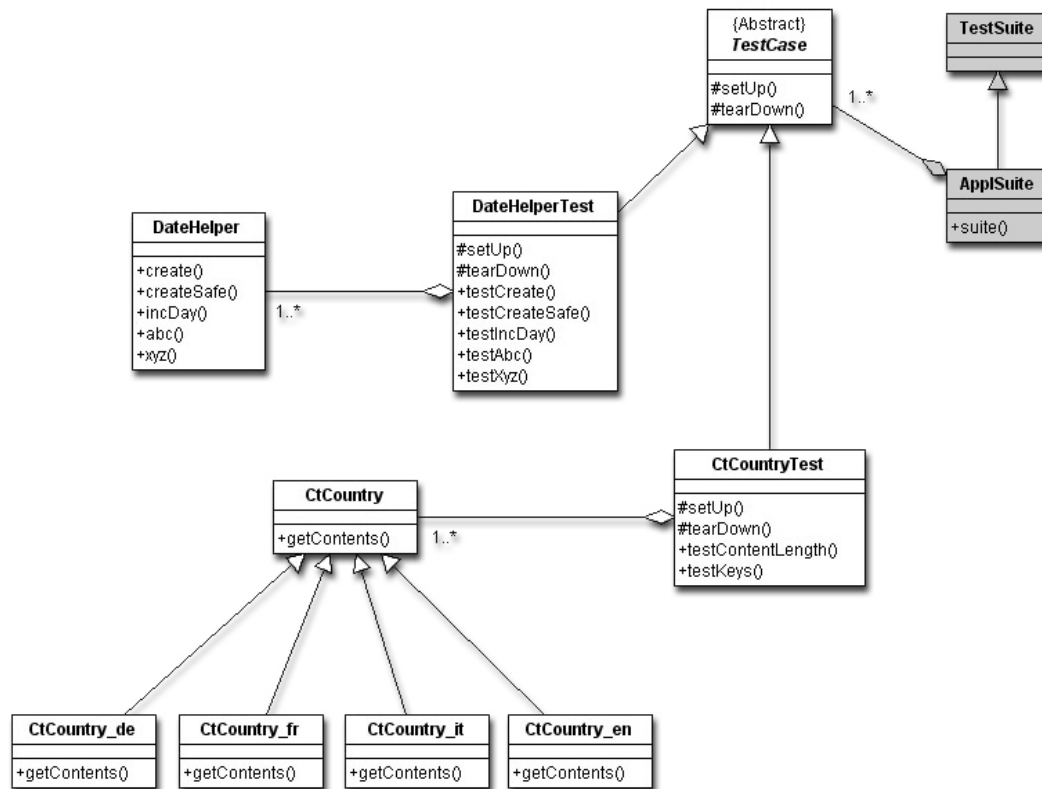 {Abstract}
TestCase
#setUp()
#tearDown()
TestSuite
1..*
ApplSuite
+suite()
DateHelper
+create()
+createSafe()
+incDay()
+abc()
+xyz()
1..*
DateHelperTest
#setUp()
#tearDown()
+testCreate()
+testCreateSafe()
+testIncDay()
+testAbc()
+testXyz()
CtCountry
+getContents()
1..*
CtCountryTest
#setUp()
#tearDown()
+testContentLength()
+testKeys()
CtCountry_de
+getContents()
CtCountry_fr
+getContents()
CtCountry_it
+getContents()
CtCountry_en
+getContents()